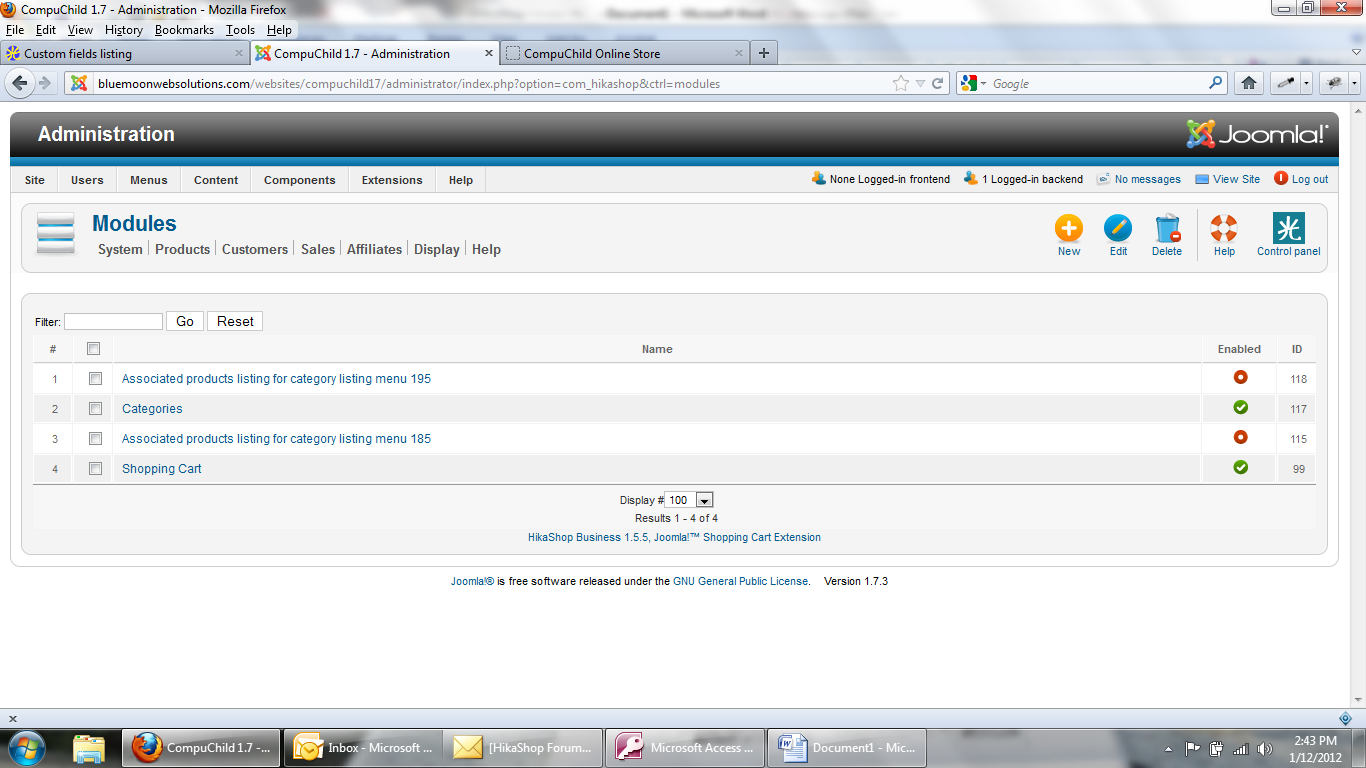 CompuChild 1.7 - Administration - Mozilla Firefox
File Edit View History Bookmarks Tools Help
Custom fields listing
CompuChild 1.7 - Administration
CompuChild Online Store
bluemoonwebsolutions.com/websites/compuchild17/administrator/index.php?option=com_hikashop&ctrl=modules
Google
Administration
Joomla!®
Site Users Menus Content Components Extensions Help
None Logged-in frontend 1 Logged-in backend No messages View Site Log out
Modules
System Products Customers Sales Affiliates Display Help
New Edit Delete Help Control panel
光
Filter: Go Reset
# Name Enabled ID
1 Associated products listing for category listing menu 195 118
2 Categories 117
3 Associated products listing for category listing menu 185 115
4 Shopping Cart 99
Display # 100
Results 1 - 4 of 4
HikaShop Business 1.5.5, Joomla!™ Shopping Cart Extension
Joomla!® is free software released under the GNU General Public License. Version 1.7.3
CompuChild 1.7 -...
Inbox - Microsoft ...
[HikaShop Forum...
Microsoft Access ...
Document1 - Mic...
2:43 PM
1/12/2012